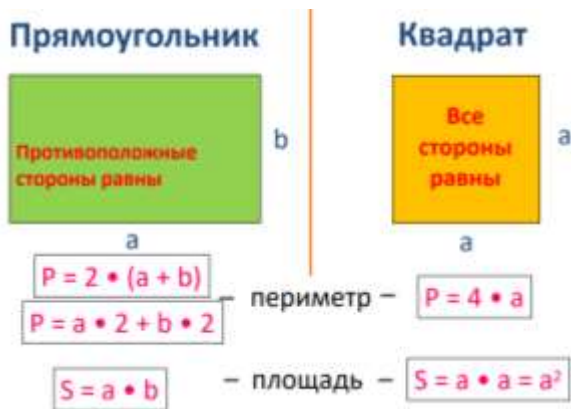 Прямоугольник
Квадрат
Противоположные
стороны равны
b
a
Все
стороны
равны
a
a
P = 2 • (a + b)
P = a • 2 + b • 2
– периметр –
P = 4 • a
S = a • b
– площадь –
S = a • a = a²